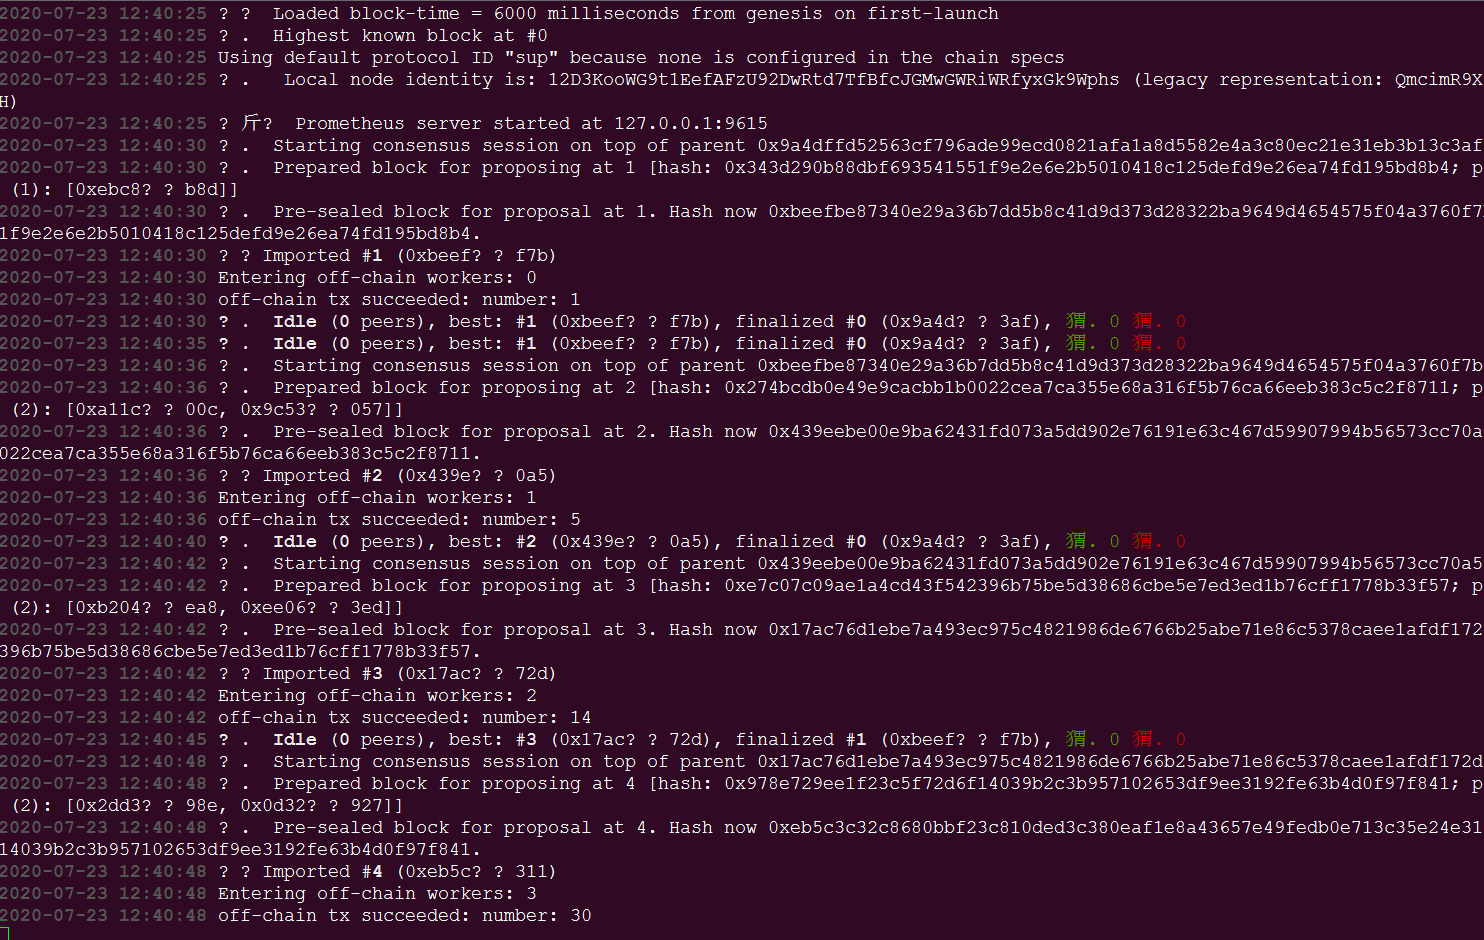 2020-07-23 12:40:25 ? ?  Loaded block-time = 6000 milliseconds from genesis on first-launch
2020-07-23 12:40:25 ? .  Highest known block at #0
2020-07-23 12:40:25 Using default protocol ID "sup" because none is configured in the chain specs
2020-07-23 12:40:25 ? .   Local node identity is: 12D3KooWG9t1EefAFzU92DwRtd7TfBfcJGMwGWRiWRfyxGk9Wphs (legacy representation: QmcimR9X
H)
2020-07-23 12:40:25 ? 斤?  Prometheus server started at 127.0.0.1:9615
2020-07-23 12:40:30 ? .  Starting consensus session on top of parent 0x9a4dffd52563cf796ade99ecd0821afa1a8d5582e4a3c80ec21e31eb3b13c3af
2020-07-23 12:40:30 ? .  Prepared block for proposing at 1 [hash: 0x343d290b88dbf693541551f9e2e6e2b5010418c125defd9e26ea74fd195bd8b4; p
 (1): [0xebc8? ? b8d]]
2020-07-23 12:40:30 ? .  Pre-sealed block for proposal at 1. Hash now 0xbeefbe87340e29a36b7dd5b8c41d9d373d28322ba9649d4654575f04a3760f7
1f9e2e6e2b5010418c125defd9e26ea74fd195bd8b4.
2020-07-23 12:40:30 ? ? Imported #1 (0xbeef? ? f7b)
2020-07-23 12:40:30 Entering off-chain workers: 0
2020-07-23 12:40:30 off-chain tx succeeded: number: 1
2020-07-23 12:40:30 ? .  Idle (0 peers), best: #1 (0xbeef? ? f7b), finalized #0 (0x9a4d? ? 3af), 猬. 0 猬. 0
2020-07-23 12:40:35 ? .  Idle (0 peers), best: #1 (0xbeef? ? f7b), finalized #0 (0x9a4d? ? 3af), 猬. 0 猬. 0
2020-07-23 12:40:36 ? .  Starting consensus session on top of parent 0xbeefbe87340e29a36b7dd5b8c41d9d373d28322ba9649d4654575f04a3760f7b
2020-07-23 12:40:36 ? .  Prepared block for proposing at 2 [hash: 0x274bcdb0e49e9cacbb1b0022cea7ca355e68a316f5b76ca66eeb383c5c2f8711; p
 (2): [0xa11c? ? 00c, 0x9c53? ? 057]]
2020-07-23 12:40:36 ? .  Pre-sealed block for proposal at 2. Hash now 0x439eebe00e9ba62431fd073a5dd902e76191e63c467d59907994b56573cc70a
022cea7ca355e68a316f5b76ca66eeb383c5c2f8711.
2020-07-23 12:40:36 ? ? Imported #2 (0x439e? ? 0a5)
2020-07-23 12:40:36 Entering off-chain workers: 1
2020-07-23 12:40:36 off-chain tx succeeded: number: 5
2020-07-23 12:40:40 ? .  Idle (0 peers), best: #2 (0x439e? ? 0a5), finalized #0 (0x9a4d? ? 3af), 猬. 0 猬. 0
2020-07-23 12:40:42 ? .  Starting consensus session on top of parent 0x439eebe00e9ba62431fd073a5dd902e76191e63c467d59907994b56573cc70a5
2020-07-23 12:40:42 ? .  Prepared block for proposing at 3 [hash: 0xe7c07c09ae1a4cd43f542396b75be5d38686cbe5e7ed3ed1b76cff1778b33f57; p
 (2): [0xb204? ? ea8, 0xee06? ? 3ed]]
2020-07-23 12:40:42 ? .  Pre-sealed block for proposal at 3. Hash now 0x17ac76d1ebe7a493ec975c4821986de6766b25abe71e86c5378caee1afdf172
396b75be5d38686cbe5e7ed3ed1b76cff1778b33f57.
2020-07-23 12:40:42 ? ? Imported #3 (0x17ac? ? 72d)
2020-07-23 12:40:42 Entering off-chain workers: 2
2020-07-23 12:40:42 off-chain tx succeeded: number: 14
2020-07-23 12:40:45 ? .  Idle (0 peers), best: #3 (0x17ac? ? 72d), finalized #1 (0xbeef? ? f7b), 猬. 0 猬. 0
2020-07-23 12:40:48 ? .  Starting consensus session on top of parent 0x17ac76d1ebe7a493ec975c4821986de6766b25abe71e86c5378caee1afdf172d
2020-07-23 12:40:48 ? .  Prepared block for proposing at 4 [hash: 0x978e729ee1f23c5f72d6f14039b2c3b957102653df9ee3192fe63b4d0f97f841; p
 (2): [0x2dd3? ? 98e, 0x0d32? ? 927]]
2020-07-23 12:40:48 ? .  Pre-sealed block for proposal at 4. Hash now 0xeb5c3c32c8680bbf23c810ded3c380eaf1e8a43657e49fedb0e713c35e24e31
14039b2c3b957102653df9ee3192fe63b4d0f97f841.
2020-07-23 12:40:48 ? ? Imported #4 (0xeb5c? ? 311)
2020-07-23 12:40:48 Entering off-chain workers: 3
2020-07-23 12:40:48 off-chain tx succeeded: number: 30